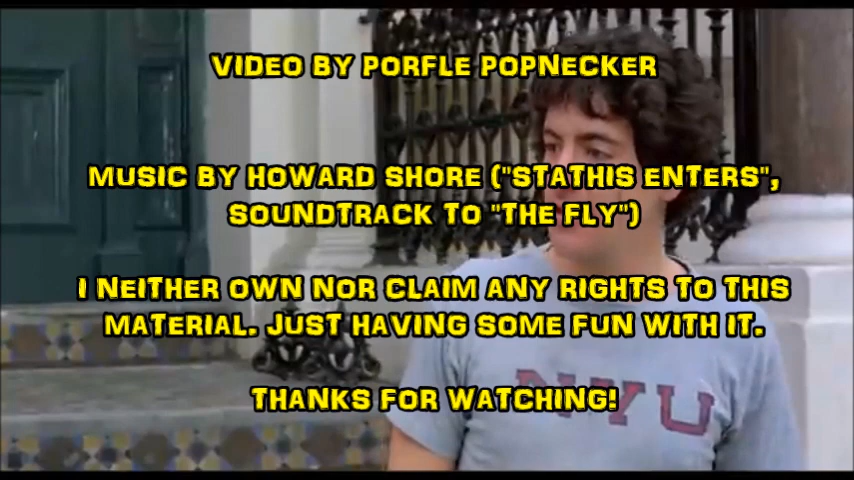 VIDEO BY PORFLE POPNECKER
MUSIC BY HOWARD SHORE ("STATHIS ENTERS",
SOUNDTRACK TO "THE FLY")
I NEITHER OWN NOR CLAIM ANY RIGHTS TO THIS
MATERIAL. JUST HAVING SOME FUN WITH IT.
THANKS FOR WATCHING!
NYU